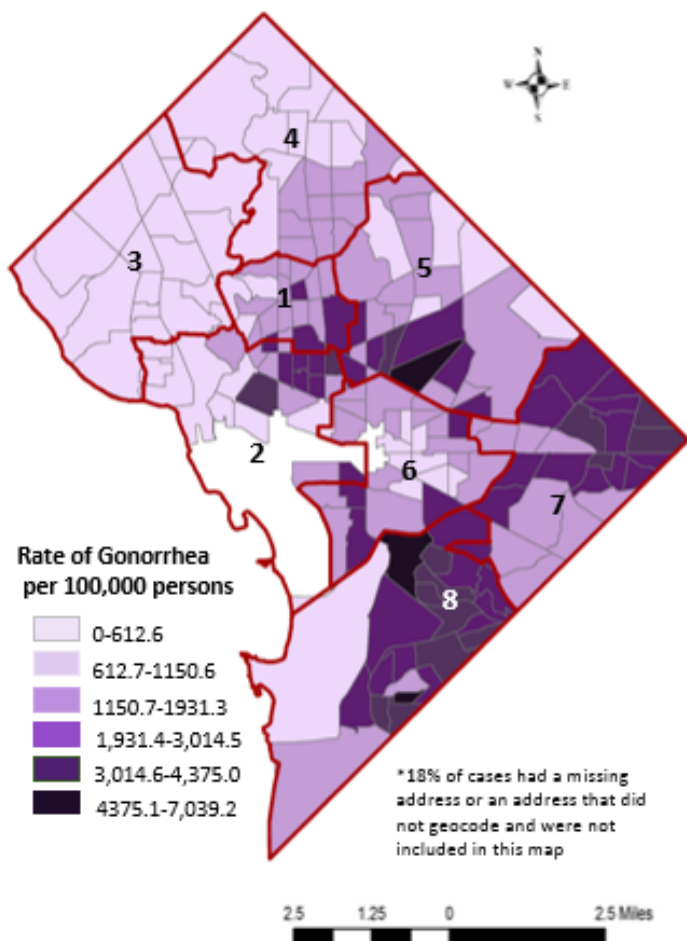 N
W E
S
4
3
5
1
2
6
7
8
Rate of Gonorrhea
per 100,000 persons
0-612.6
612.7-1150.6
1150.7-1931.3
1,931.4-3,014.5
3,014.6-4,375.0
4375.1-7,039.2
*18% of cases had a missing
address or an address that did
not geocode and were not
included in this map
2.5 1.25 0 2.5 Miles